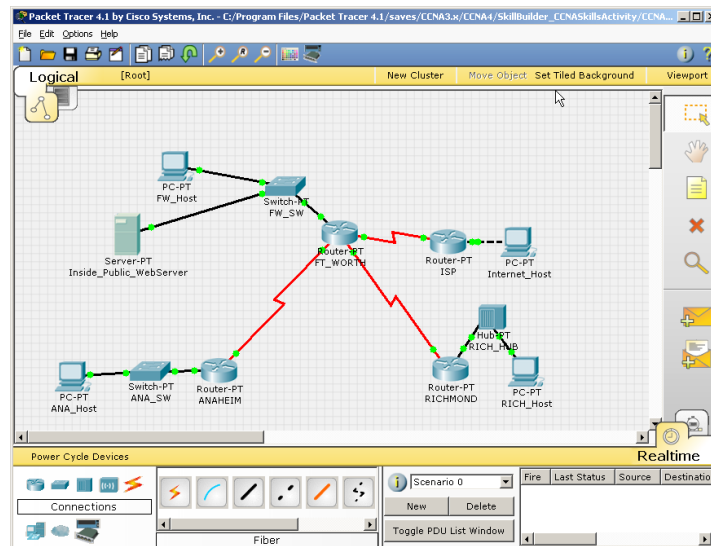 Packet Tracer 4.1 by Cisco Systems, Inc. - C:/Program Files/Packet Tracer 4.1/saves/CCNA3.x/CCNA4/SkillBuilder_CCNASkillsActivity/CCNA...
File Edit Options Help
Logical [Root] New Cluster Move Object Set Tiled Background Viewport
PC-PT
FW_Host
Switch-PT
FW_SW
Server-PT
Inside_Public_WebServer
Router-PT
FT_WORTH
Router-PT
ISP
PC-PT
Internet_Host
Hub-PT
RICH_HUB
PC-PT
ANA_Host
Switch-PT
ANA_SW
Router-PT
ANAHEIM
Router-PT
RICHMOND
PC-PT
RICH_Host
Power Cycle Devices
Realtime
Connections
Fiber
Scenario 0
New Delete
Toggle PDU List Window
Fire Last Status Source Destinatio